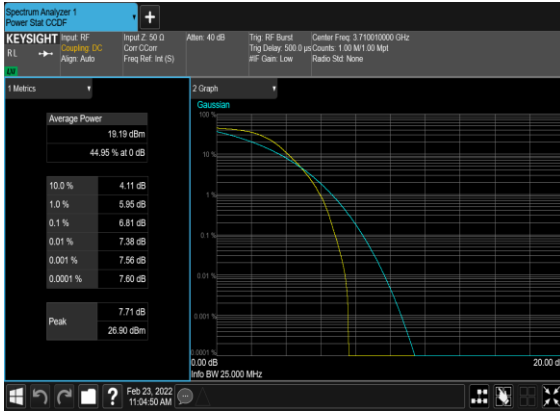 Spectrum Analyzer 1
Power Stat CCDF
+
KEYSIGHT Input: RF Input Z: 50 Ω Atten: 40 dB Trig: RF Burst Center Freq: 3.710010000 GHz
RL Coupling: DC Corr CCorr Trig Delay: 500.0 µs Counts: 1.00 M/1.00 Mpt
Align: Auto Freq Ref: Int (S) #IF Gain: Low Radio Std: None
1 Metrics
2 Graph
Gaussian
Average Power
19.19 dBm
44.95 % at 0 dB
10.0 % 4.11 dB
1.0 % 5.95 dB
0.1 % 6.81 dB
0.01 % 7.38 dB
0.001 % 7.56 dB
0.0001 % 7.60 dB
Peak 7.71 dB
26.90 dBm
100 %
10 %
1 %
0.1 %
0.01 %
0.001 %
0.0001 %
0.00 dB 20.00 d
Info BW 25.000 MHz
? Feb 23, 2022
11:04:50 AM